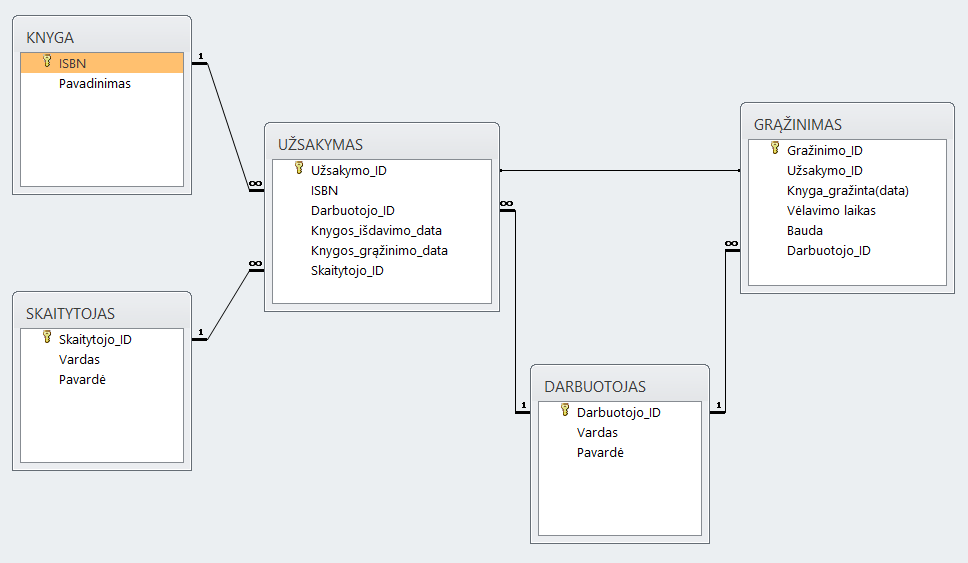 KNYGA
ISBN
Pavadinimas
1
∞
UŽSAKYMAS
Užsakymo_ID
ISBN
Darbuotojo_ID
Knygos_išdavimo_data
Knygos_grąžinimo_data
Skaitytojo_ID
∞
∞
GRĄŽINIMAS
Gražinimo_ID
Užsakymo_ID
Knyga_gražinta(data)
Vėlavimo laikas
Bauda
Darbuotojo_ID
∞
SKAITYTOJAS
Skaitytojo_ID
Vardas
Pavardė
1
DARBUOTOJAS
Darbuotojo_ID
Vardas
Pavardė
1
1